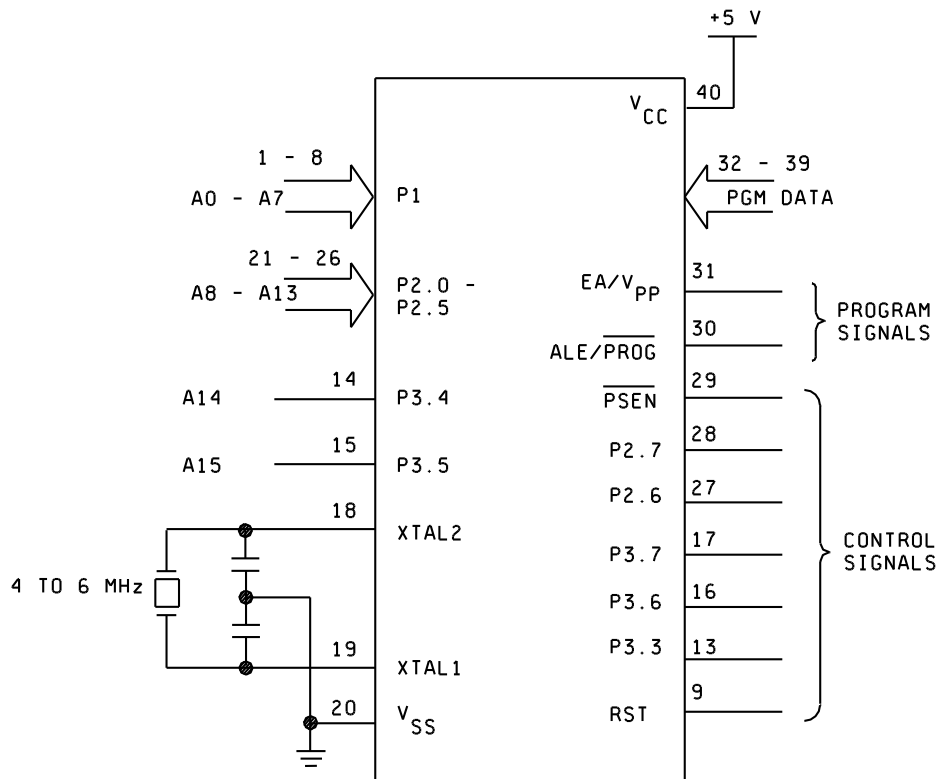 +5 V
40
VCC
1 - 8
A0 - A7
P1
32 - 39
PGM DATA
21 - 26
A8 - A13
P2.0 -
P2.5
EA/VPP
31
ALE/PROG
30
PROGRAM
SIGNALS
A14
14
P3.4
PSEN
29
A15
15
P3.5
P2.7
28
P2.6
27
18
XTAL2
P3.7
17
CONTROL
SIGNALS
4 TO 6 MHz
P3.6
16
19
XTAL1
P3.3
13
20
VSS
RST
9